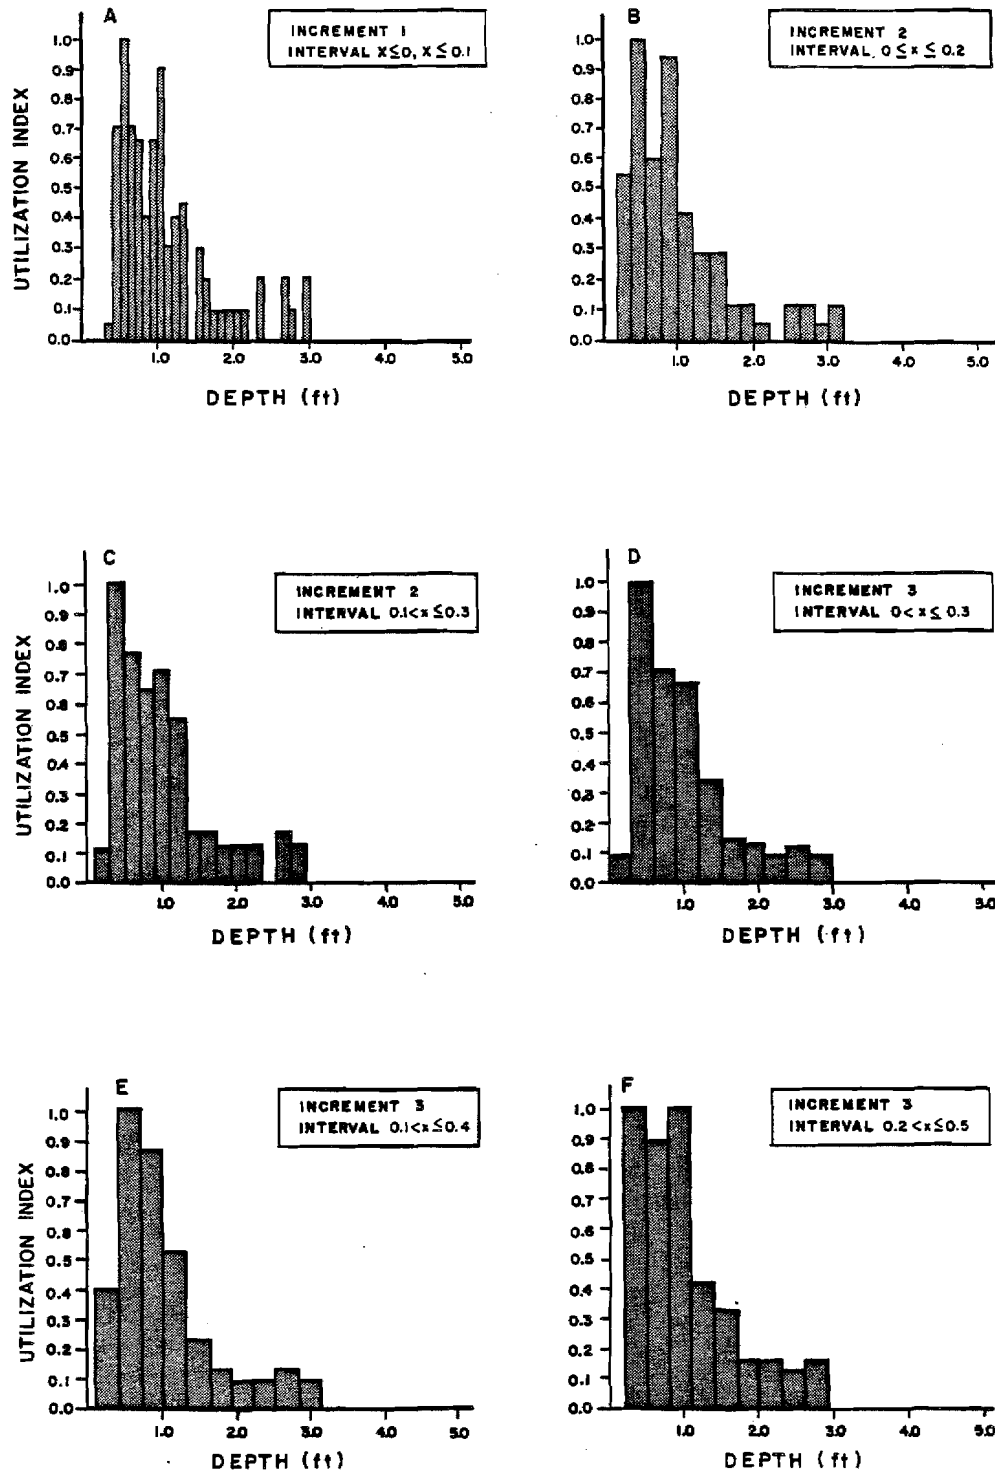 A
INCREMENT 1
INTERVAL X≤0, X≤0.1
UTILIZATION INDEX
1.0
0.9
0.8
0.7
0.6
0.5
0.4
0.3
0.2
0.1
0.0
1.0 2.0 3.0 4.0 5.0
DEPTH (ft)
B
INCREMENT 2
INTERVAL 0≤x≤0.2
1.0
0.9
0.8
0.7
0.6
0.5
0.4
0.3
0.2
0.1
0.0
1.0 2.0 3.0 4.0 5.0
DEPTH (ft)
C
INCREMENT 2
INTERVAL 0.1<x≤0.3
UTILIZATION INDEX
1.0
0.9
0.8
0.7
0.6
0.5
0.4
0.3
0.2
0.1
0.0
1.0 2.0 3.0 4.0 5.0
DEPTH (ft)
D
INCREMENT 3
INTERVAL 0<x≤0.3
1.0
0.9
0.8
0.7
0.6
0.5
0.4
0.3
0.2
0.1
0.0
1.0 2.0 3.0 4.0 5.0
DEPTH (ft)
E
INCREMENT 3
INTERVAL 0.1<x≤0.4
UTILIZATION INDEX
1.0
0.9
0.8
0.7
0.6
0.5
0.4
0.3
0.2
0.1
0.0
1.0 2.0 3.0 4.0 5.0
DEPTH (ft)
F
INCREMENT 3
INTERVAL 0.2<x≤0.5
1.0
0.9
0.8
0.7
0.6
0.5
0.4
0.3
0.2
0.1
0.0
1.0 2.0 3.0 4.0 5.0
DEPTH (ft)